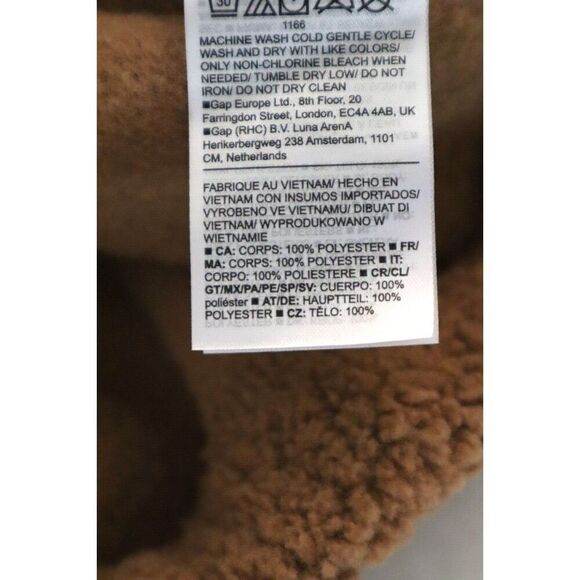 30
1166
MACHINE WASH COLD GENTLE CYCLE/
WASH AND DRY WITH LIKE COLORS/
ONLY NON-CHLORINE BLEACH WHEN
NEEDED/ TUMBLE DRY LOW/ DO NOT
IRON/ DO NOT DRY CLEAN
■Gap Europe Ltd., 8th Floor, 20
Farringdon Street, London, EC4A 4AB, UK
■Gap (RHC) B.V. Luna ArenA
Herikerbergweg 238 Amsterdam, 1101
CM, Netherlands
FABRIQUE AU VIETNAM/ HECHO EN
VIETNAM CON INSUMOS IMPORTADOS/
VYROBENO VE VIETNAMU/ DIBUAT DI
VIETNAM/ WYPRODUKOWANO W
WIETNAMIE
■ CA: CORPS: 100% POLYESTER ■ FR/
MA: CORPS: 100% POLYESTER ■ IT:
CORPO: 100% POLIESTERE ■ CR/CL/
GT/MX/PA/PE/SP/SV: CUERPO: 100%
poliéster ■ AT/DE: HAUPTTEIL: 100%
POLYESTER ■ CZ: TĚLO: 100%